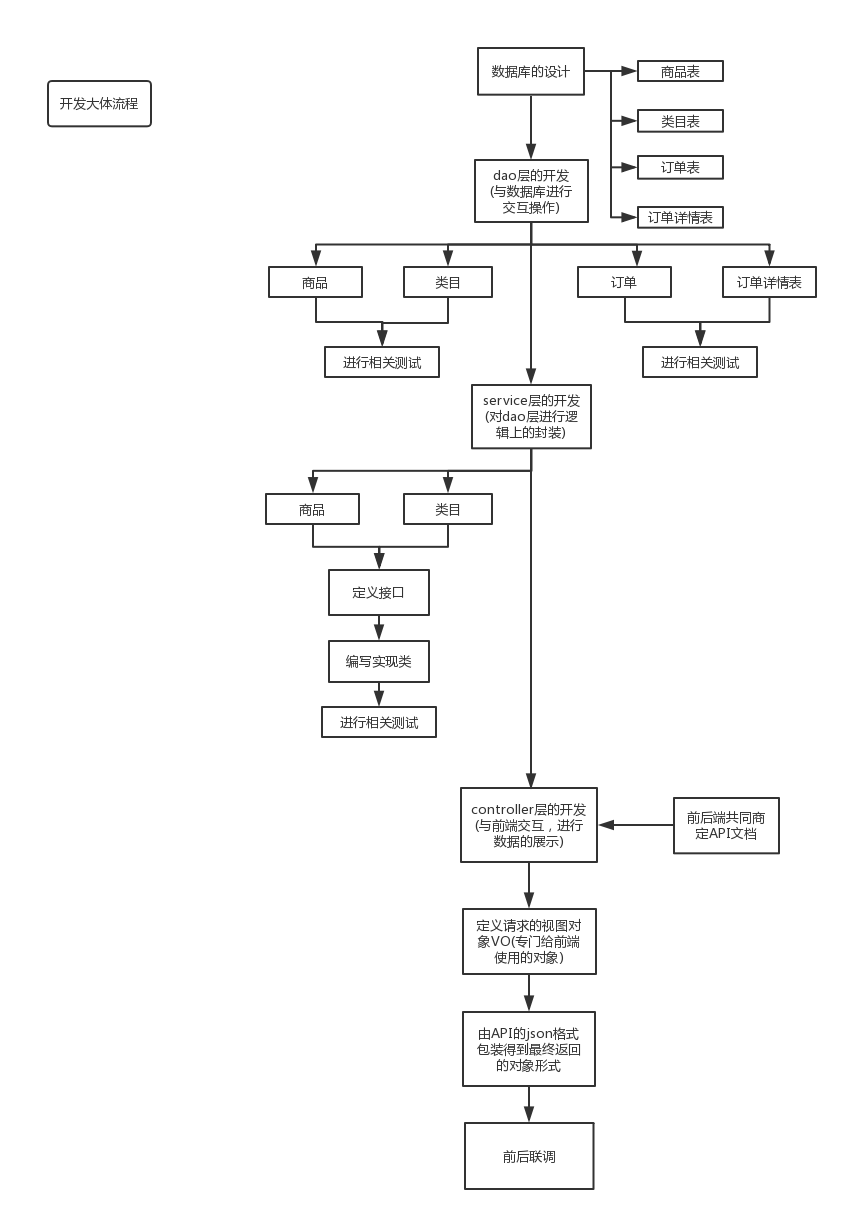 数据库的设计
商品表
开发大体流程
类目表
订单表
dao层的开发
(与数据库进行
交互操作)
订单详情表
商品
类目
订单
订单详情表
进行相关测试
进行相关测试
service层的开发
(对dao层进行逻
辑上的封装)
商品
类目
定义接口
编写实现类
进行相关测试
controller层的开发
(与前端交互，进行
数据的展示)
前后端共同商
定API文档
定义请求的视图对
象VO(专门给前端
使用的对象)
由API的json格式
包装得到最终返回
的对象形式
前后联调